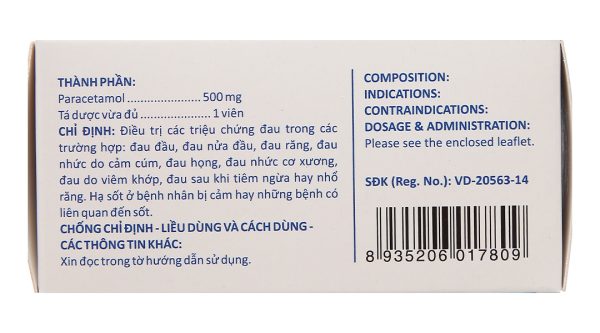 THÀNH PHẦN:
Paracetamol ...................... 500 mg
Tá dược vừa đủ ...................... 1 viên
CHỈ ĐỊNH: Điều trị các triệu chứng đau trong các
trường hợp: đau đầu, đau nửa đầu, đau răng, đau
nhức do cảm cúm, đau họng, đau nhức cơ xương,
đau do viêm khớp, đau sau khi tiêm ngừa hay nhổ
răng. Hạ sốt ở bệnh nhân bị cảm hay những bệnh có
liên quan đến sốt.
CHỐNG CHỈ ĐỊNH - LIỀU DÙNG VÀ CÁCH DÙNG -
CÁC THÔNG TIN KHÁC:
Xin đọc trong tờ hướng dẫn sử dụng.
COMPOSITION:
INDICATIONS:
CONTRAINDICATIONS:
DOSAGE & ADMINISTRATION:
Please see the enclosed leaflet.
SĐK (Reg. No.): VD-20563-14
8 935206 017809